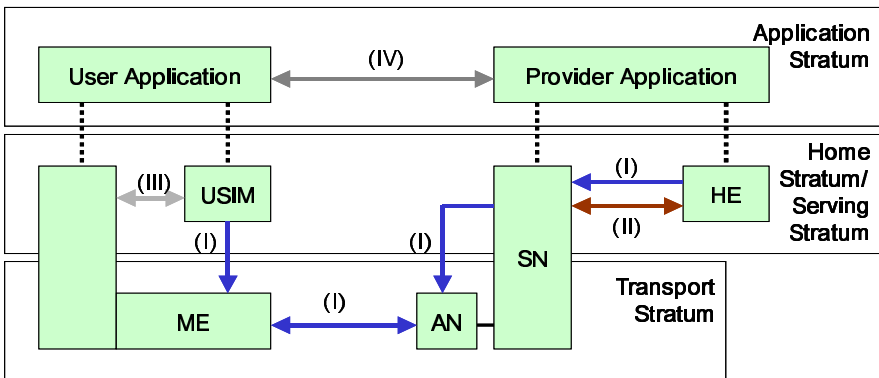 Application
Stratum
User Application
(IV)
Provider Application
Home
Stratum/
Serving
Stratum
(III)
USIM
(I)
HE
(II)
(I)
(I)
SN
Transport
Stratum
ME
(I)
AN